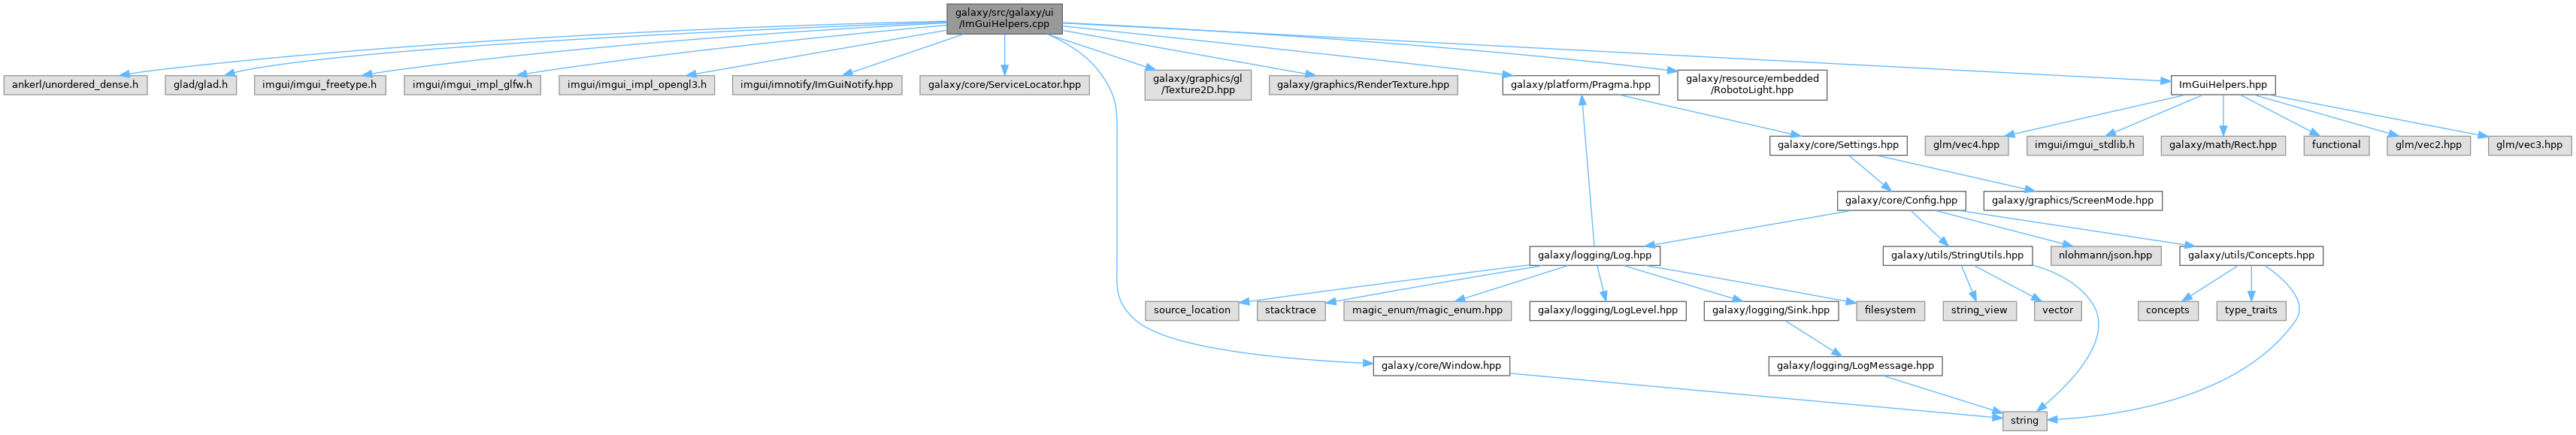 galaxy/src/galaxy/ui
/ImGuiHelpers.cpp
ankerl/unordered_dense.h
glad/glad.h
imgui/imgui_freetype.h
imgui/imgui_impl_glfw.h
imgui/imgui_impl_opengl3.h
imgui/imnotify/ImGuiNotify.hpp
galaxy/core/ServiceLocator.hpp
galaxy/graphics/gl
/Texture2D.hpp
galaxy/graphics/RenderTexture.hpp
galaxy/platform/Pragma.hpp
galaxy/resource/embedded
/RobotoLight.hpp
ImGuiHelpers.hpp
galaxy/core/Settings.hpp
glm/vec4.hpp
imgui/imgui_stdlib.h
galaxy/math/Rect.hpp
functional
glm/vec2.hpp
glm/vec3.hpp
galaxy/core/Config.hpp
galaxy/graphics/ScreenMode.hpp
galaxy/logging/Log.hpp
galaxy/utils/StringUtils.hpp
nlohmann/json.hpp
galaxy/utils/Concepts.hpp
source_location
stacktrace
magic_enum/magic_enum.hpp
galaxy/logging/LogLevel.hpp
galaxy/logging/Sink.hpp
filesystem
string_view
vector
concepts
type_traits
galaxy/core/Window.hpp
galaxy/logging/LogMessage.hpp
string